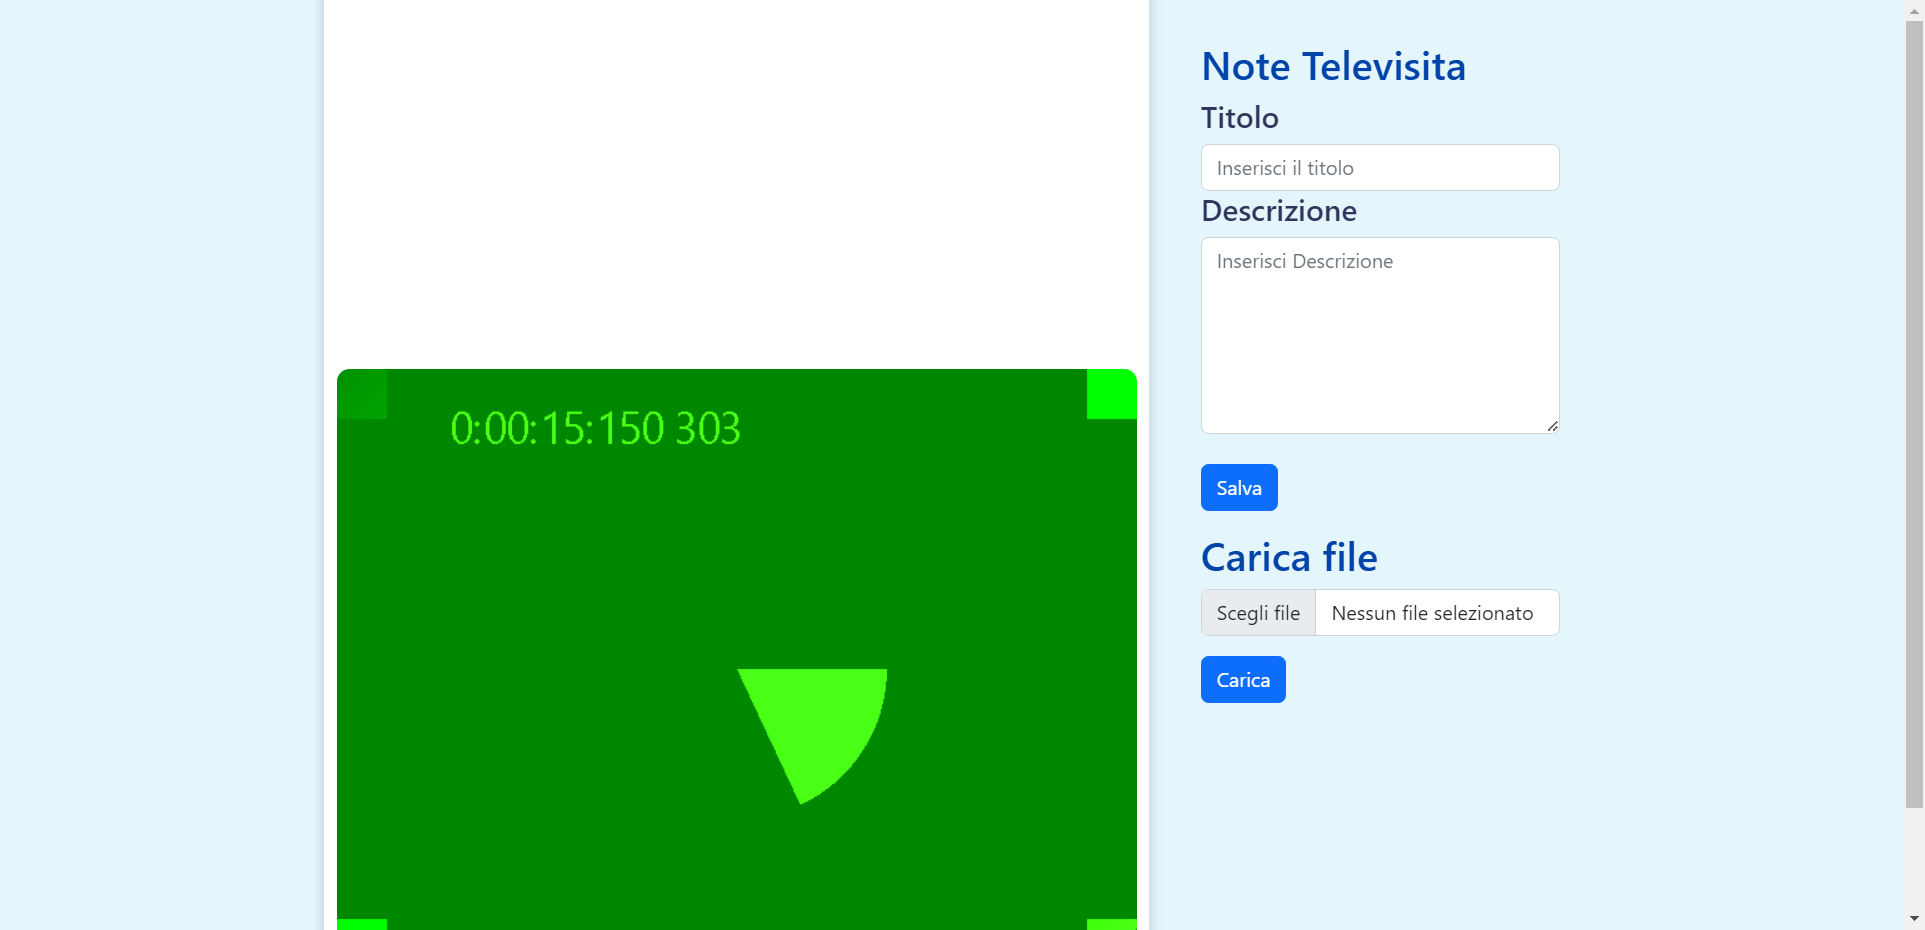 0:00:15:150 303
Note Televisita
Titolo
Inserisci il titolo
Descrizione
Inserisci Descrizione
Salva
Carica file
Scegli file Nessun file selezionato
Carica